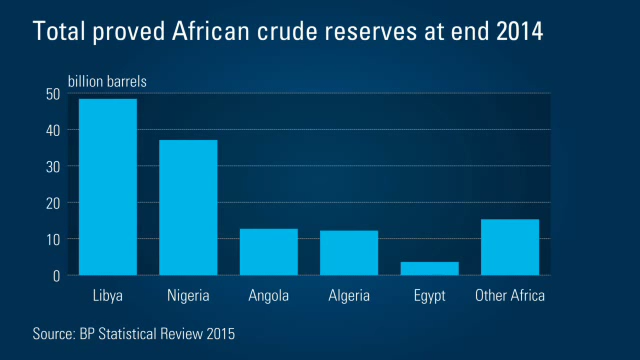 Total proved African crude reserves at end 2014
billion barrels
50
40
30
20
10
0
Libya Nigeria Angola Algeria Egypt Other Africa
Source: BP Statistical Review 2015